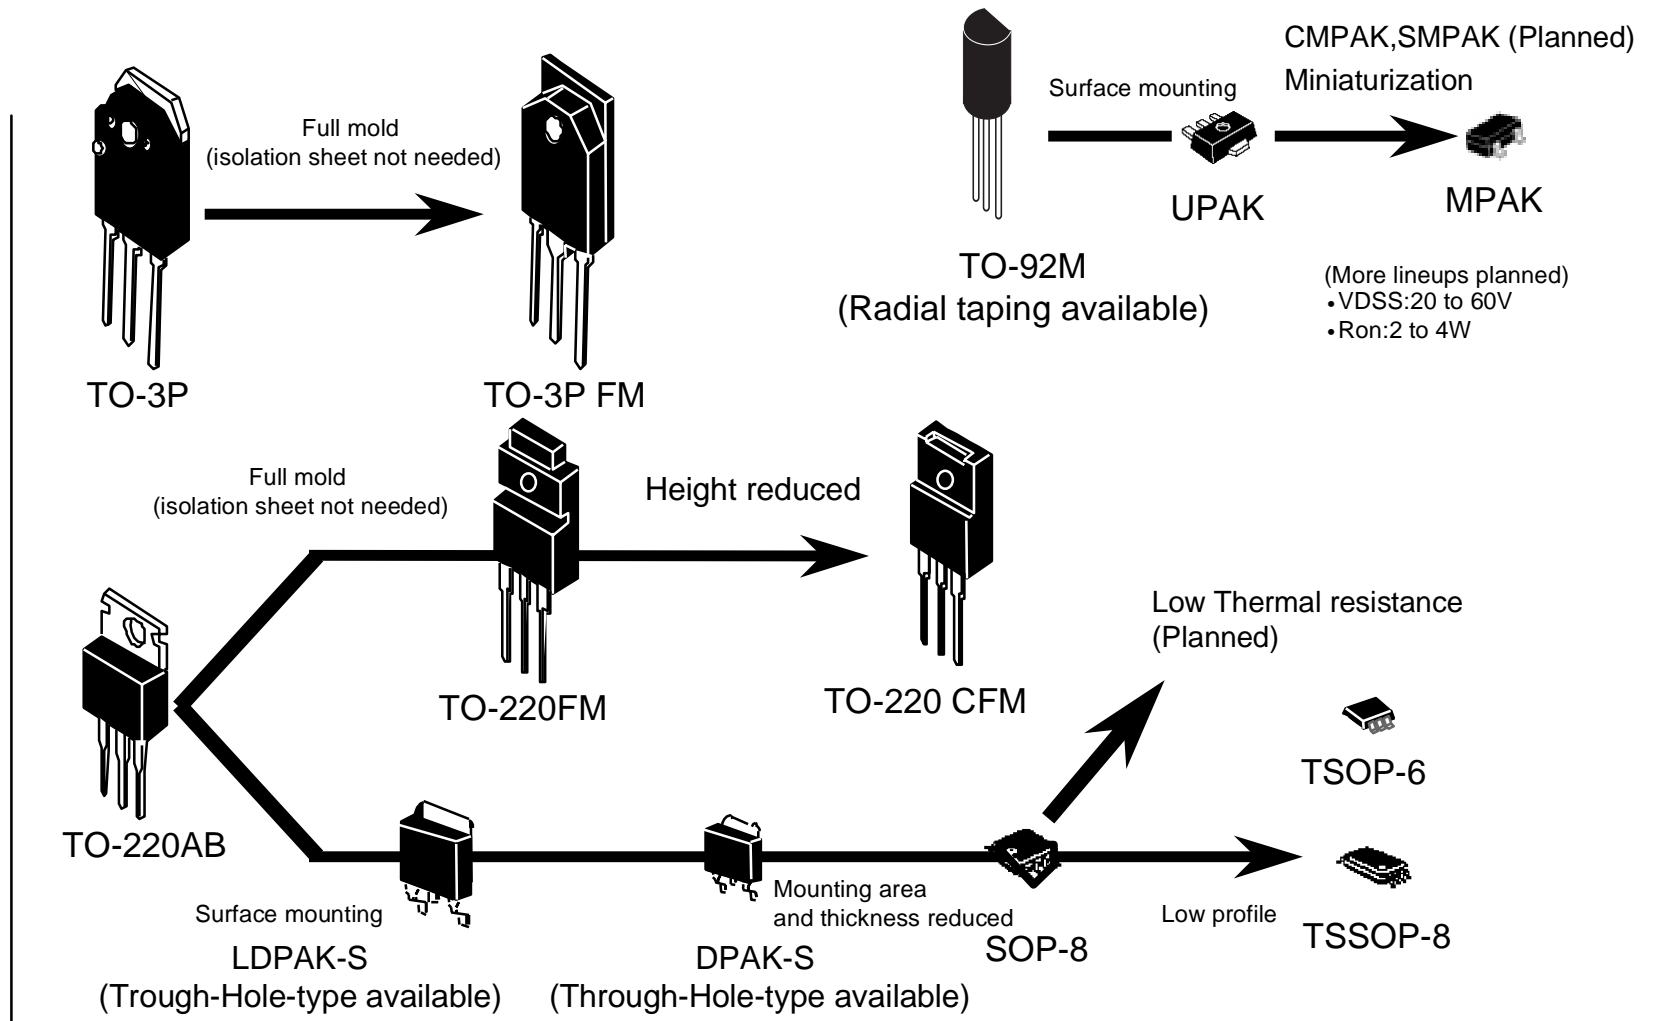 CMPAK,SMPAK (Planned)
Miniaturization
Surface mounting
Full mold
(isolation sheet not needed)
UPAK
MPAK
TO-92M
(Radial taping available)
(More lineups planned)
•VDSS:20 to 60V
•Ron:2 to 4W
TO-3P
TO-3P FM
Full mold
(isolation sheet not needed)
Height reduced
Low Thermal resistance
(Planned)
TO-220FM
TO-220 CFM
TSOP-6
TO-220AB
Surface mounting
Mounting area
and thickness reduced
Low profile
LDPAK-S
(Trough-Hole-type available)
DPAK-S
(Through-Hole-type available)
SOP-8
TSSOP-8